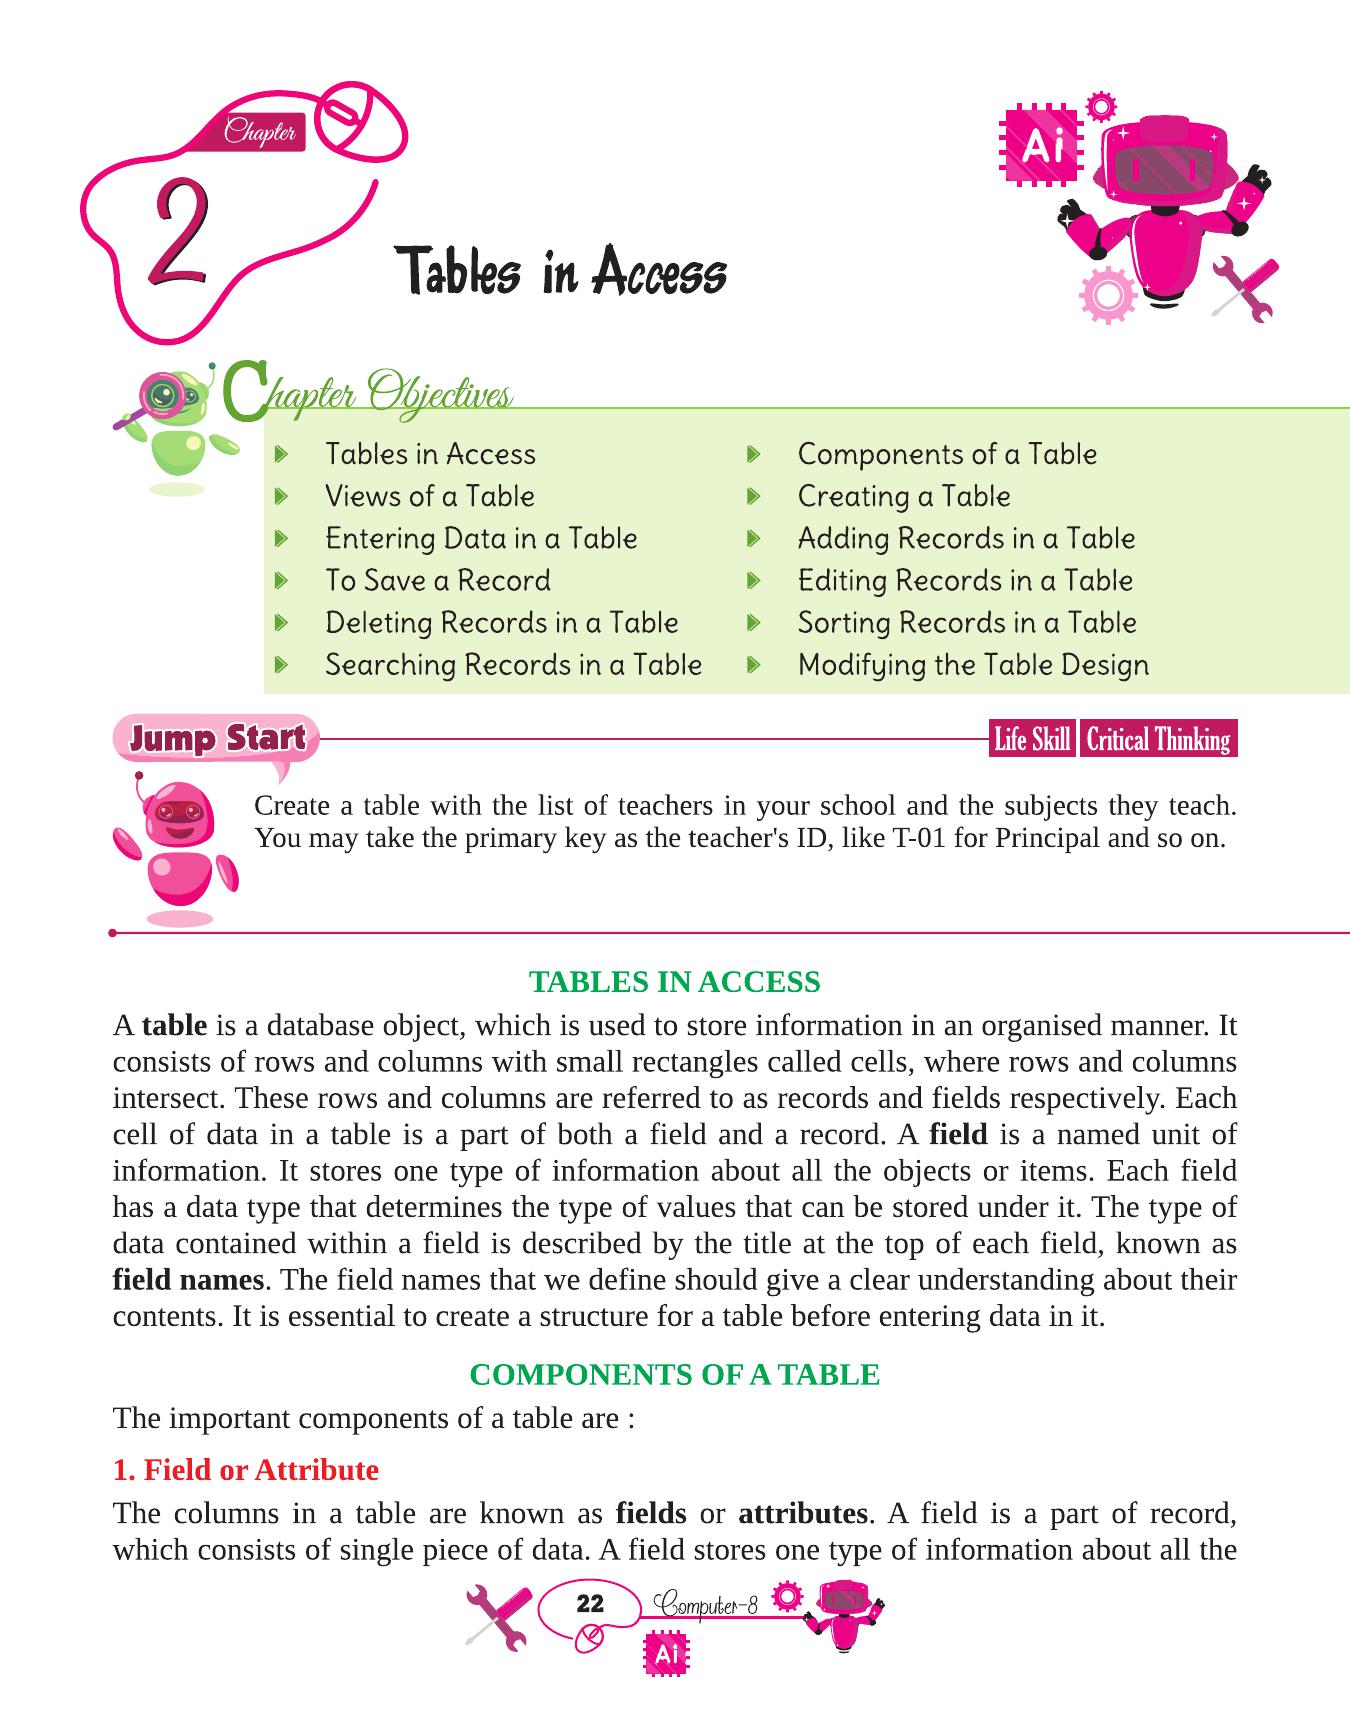 Chapter
2
Ai
Tables in Access
Chapter Objectives
Tables in Access
Components of a Table
Views of a Table
Creating a Table
Entering Data in a Table
Adding Records in a Table
To Save a Record
Editing Records in a Table
Deleting Records in a Table
Sorting Records in a Table
Searching Records in a Table
Modifying the Table Design
Jump Start
Life Skill Critical Thinking
Create a table with the list of teachers in your school and the subjects they teach.
You may take the primary key as the teacher's ID, like T-01 for Principal and so on.
TABLES IN ACCESS
A table is a database object, which is used to store information in an organised manner. It
consists of rows and columns with small rectangles called cells, where rows and columns
intersect. These rows and columns are referred to as records and fields respectively. Each
cell of data in a table is a part of both a field and a record. A field is a named unit of
information. It stores one type of information about all the objects or items. Each field
has a data type that determines the type of values that can be stored under it. The type of
data contained within a field is described by the title at the top of each field, known as
field names. The field names that we define should give a clear understanding about their
contents. It is essential to create a structure for a table before entering data in it.
COMPONENTS OF A TABLE
The important components of a table are :
1. Field or Attribute
The columns in a table are known as fields or attributes. A field is a part of record,
which consists of single piece of data. A field stores one type of information about all the
22
Computer-8
Ai